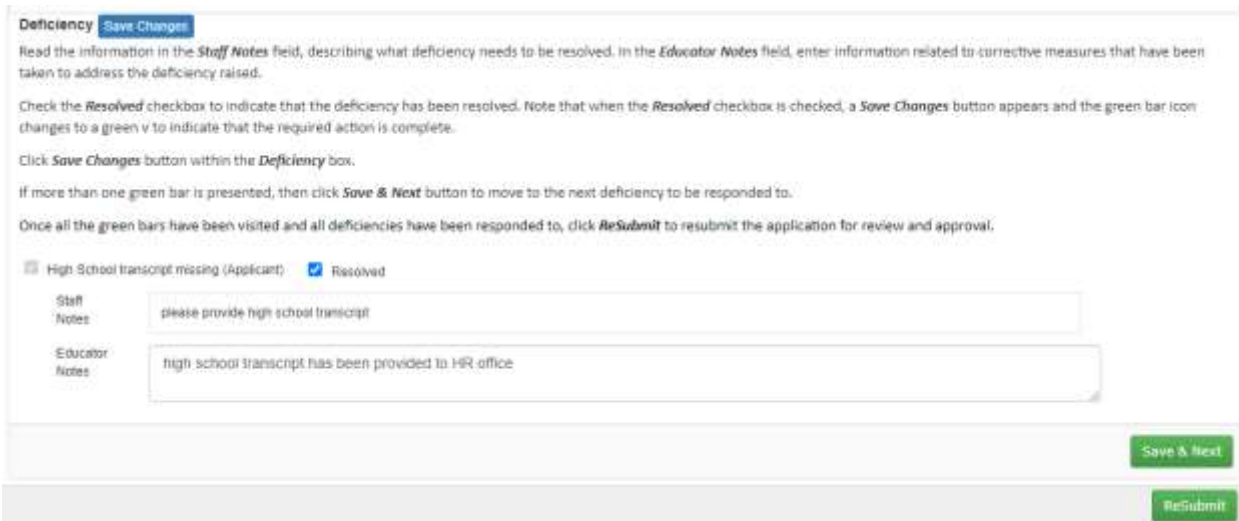 Deficiency Save Changes
Read the information in the Staff Notes field, describing what deficiency needs to be resolved. In the Educator Notes field, enter information related to corrective measures that have been
taken to address the deficiency raised.
Check the Resolved checkbox to indicate that the deficiency has been resolved. Note that when the Resolved checkbox is checked, a Save Changes button appears and the green bar icon
changes to a green v to indicate that the required action is complete.
Click Save Changes button within the Deficiency box.
If more than one green bar is presented, then click Save & Next button to move to the next deficiency to be responded to.
Once all the green bars have been visited and all deficiencies have been responded to, click ReSubmit to resubmit the application for review and approval.
High School transcript missing (Applicant) Resolved
Staff
Notes
please provide high school transcript
Educator
Notes
high school transcript has been provided to HR office
Save & Next
ReSubmit